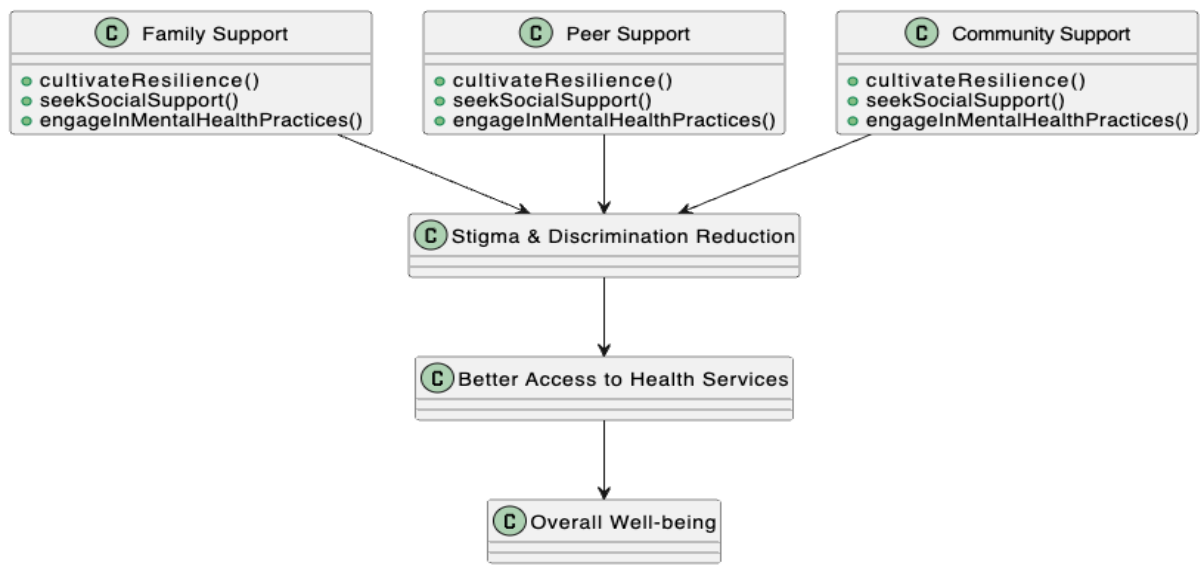 C Family Support
cultivateResilience()
seekSocialSupport()
engageInMentalHealthPractices()
C Peer Support
cultivateResilience()
seekSocialSupport()
engageInMentalHealthPractices()
C Community Support
cultivateResilience()
seekSocialSupport()
engageInMentalHealthPractices()
C Stigma & Discrimination Reduction
C Better Access to Health Services
C Overall Well-being